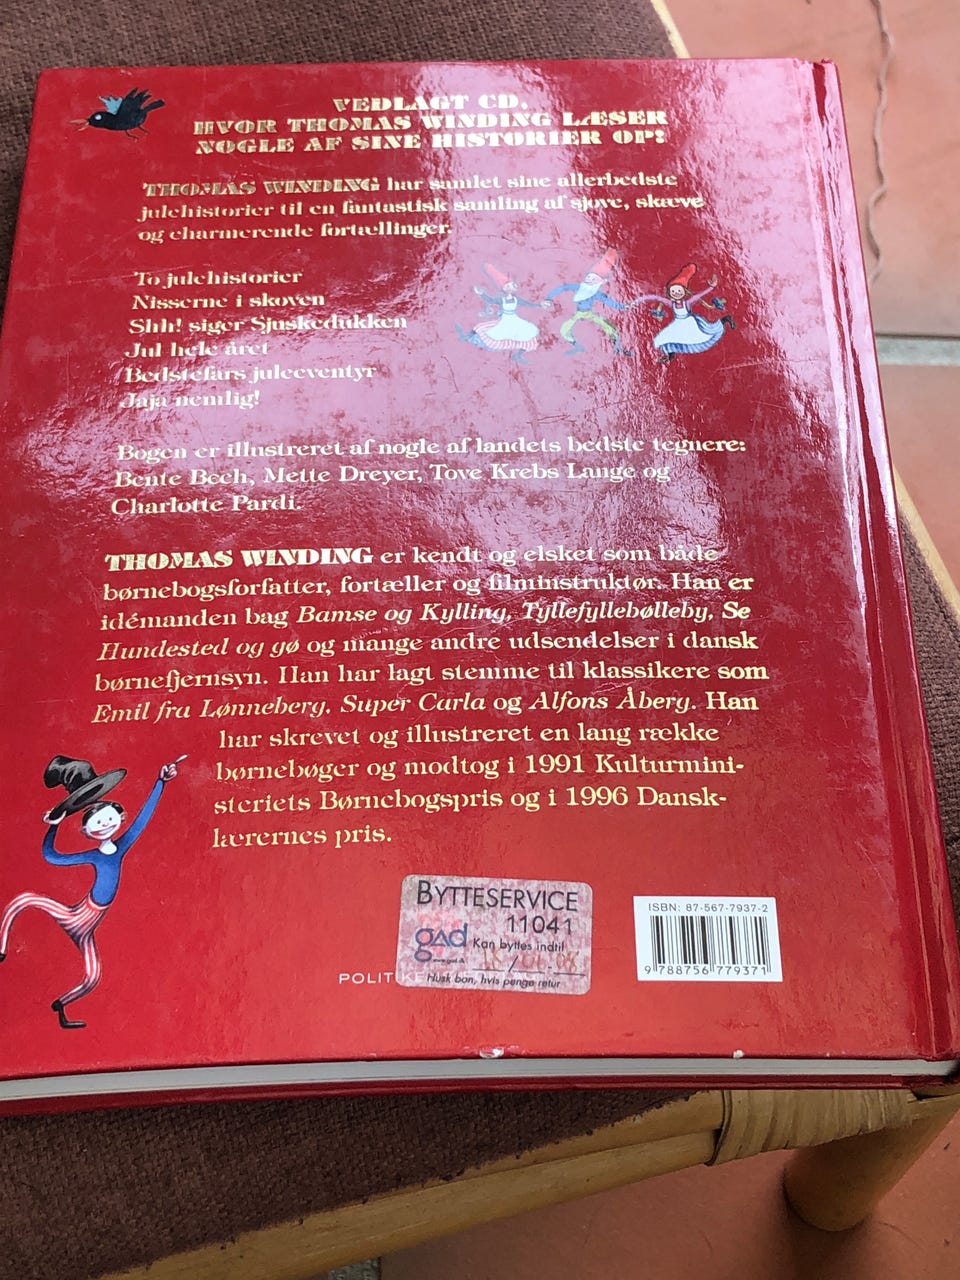 VEDLAGT CD,
HVOR THOMAS WINDING LÆSER
NOGLE AF SINE HISTORIER OP!
THOMAS WINDING har samlet sine allerbedste
julehistorier til en fantastisk samling af sjove, skæve
og charmerende fortællinger.
To julehistorier
Nisserne i skoven
Shh! siger Sjuskedukken
Jul hele året
Bedstefars juleeventyr
Jaja nemlig!
Bogen er illustreret af nogle af landets bedste tegnere:
Bente Bech, Mette Dreyer, Tove Krebs Lange og
Charlotte Pardi.
THOMAS WINDING er kendt og elsket som både
børnebogsforfatter, fortæller og filminstruktør. Han er
idémanden bag Bamse og Kylling, Tyllefyllebølleby, Se
Hundested og gø og mange andre udsendelser i dansk
børnefjernsyn. Han har lagt stemme til klassikere som
Emil fra Lønneberg, Super Carla og Alfons Åberg. Han
har skrevet og illustreret en lang række
børnebøger og modtog i 1991 Kulturmini-
steriets Børnebogspris og i 1996 Dansk-
lærernes pris.
BYTTESERVICE
11041
gad Kan byttes indtil
www.gad.dk
Husk bon, hvis penge retur
POLITIKE
ISBN: 87-567-7937-2
9 788756 779371